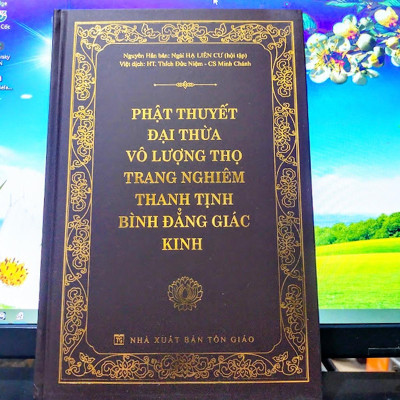 Nguyên Hán bản: Ngài HẠ LIÊN CƯ (hội tập)
Việt dịch: HT. Thích Đức Niệm - CS Minh Chánh
PHẬT THUYẾT
ĐẠI THỪA
VÔ LƯỢNG THỌ
TRANG NGHIÊM
THANH TỊNH
BÌNH ĐẲNG GIÁC
KINH
NHÀ XUẤT BẢN TÔN GIÁO